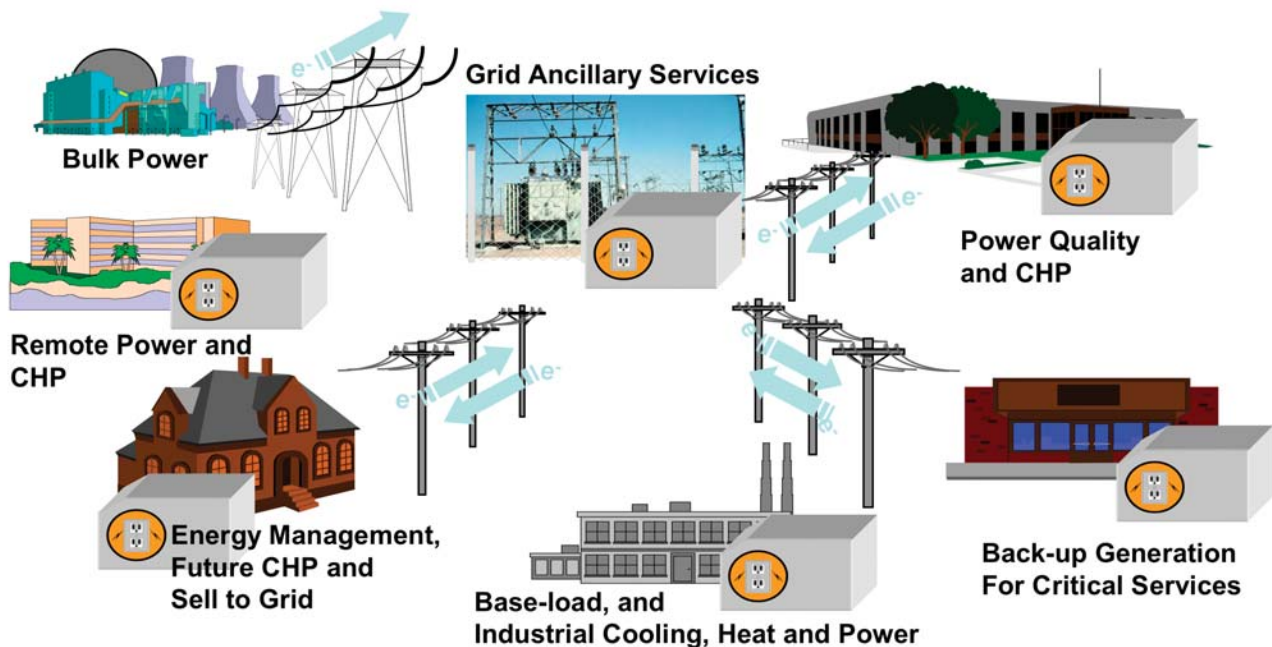 e-
Grid Ancillary Services
Bulk Power
e-
e-
Power Quality
and CHP
Remote Power and
CHP
e-
e-
e-
e-
Energy Management,
Future CHP and
Sell to Grid
Base-load, and
Industrial Cooling, Heat and Power
Back-up Generation
For Critical Services